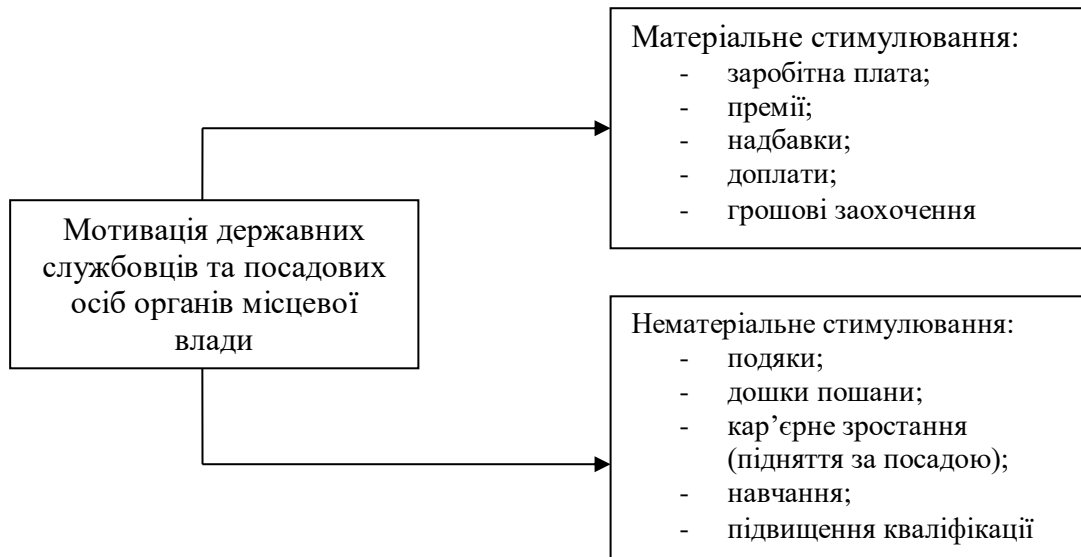 Мотивація державних
службовців та посадових
осіб органів місцевої
влади
Матеріальне стимулювання:
- заробітна плата;
- премії;
- надбавки;
- доплати;
- грошові заохочення
Нематеріальне стимулювання:
- подяки;
- дошки пошани;
- кар’єрне зростання
(підняття за посадою);
- навчання;
- підвищення кваліфікації